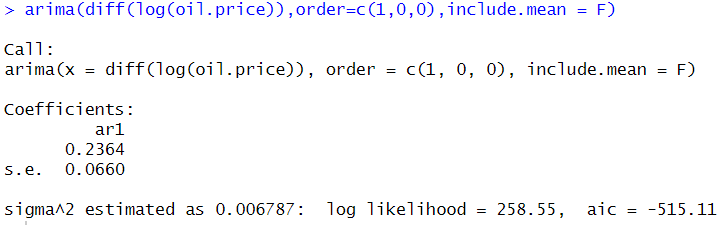 > arima(diff(log(oil.price)),order=c(1,0,0),include.mean = F)
Call:
arima(x = diff(log(oil.price)), order = c(1, 0, 0), include.mean = F)
Coefficients:
ar1
0.2364
s.e. 0.0660
sigma^2 estimated as 0.006787: log likelihood = 258.55, aic = -515.11